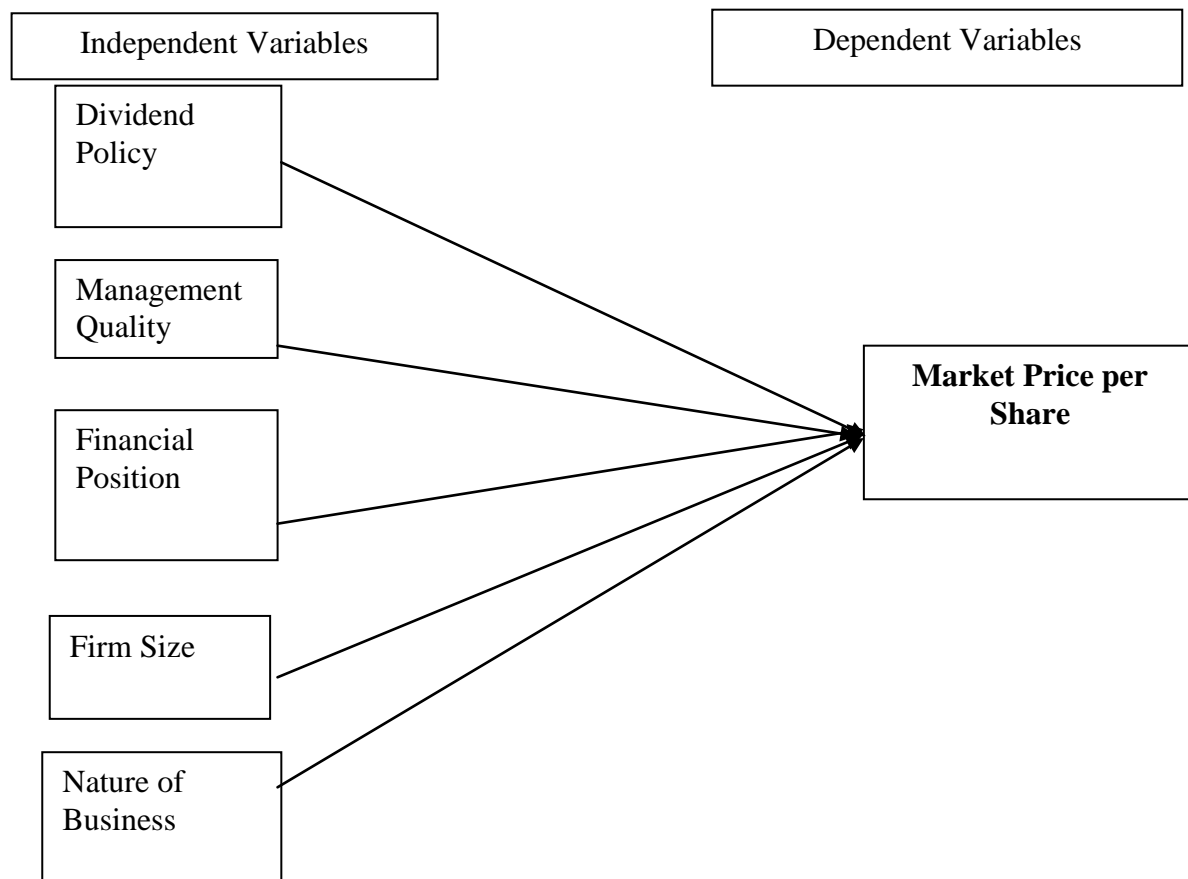 Independent Variables
Dependent Variables
Dividend
Policy
Management
Quality
Financial
Position
Firm Size
Nature of
Business
Market Price per
Share